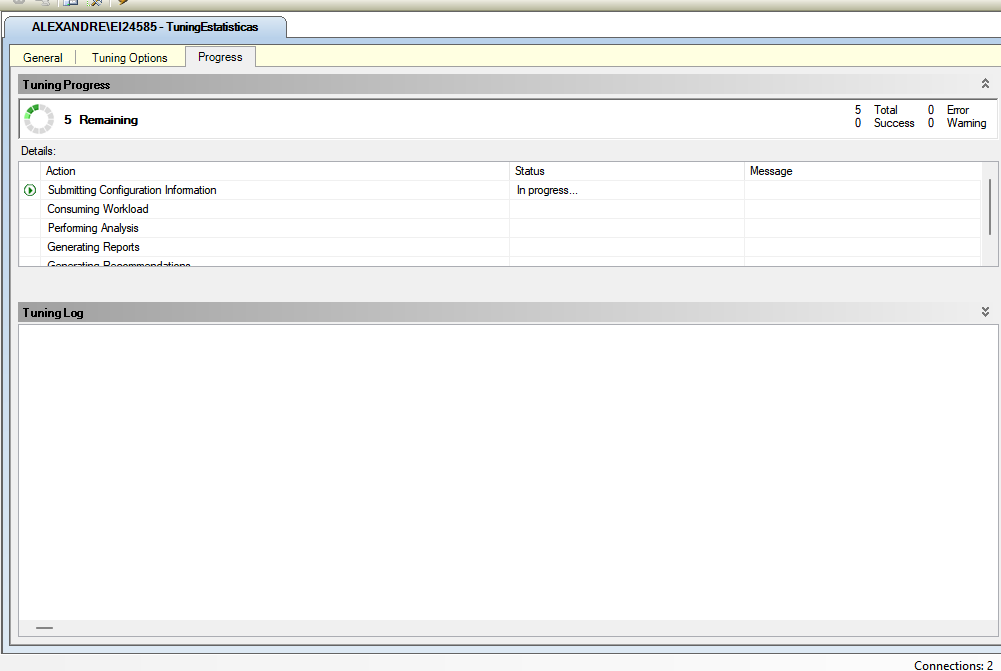 ALEXANDRE\EI24585 - TuningEstatisticas
General Tuning Options Progress
Tuning Progress
5 Remaining
5 Total 0 Error
0 Success 0 Warning
Details:
Action Status Message
Submitting Configuration Information In progress...
Consuming Workload
Performing Analysis
Generating Reports
Generating Recommendations
Tuning Log
Connections: 2